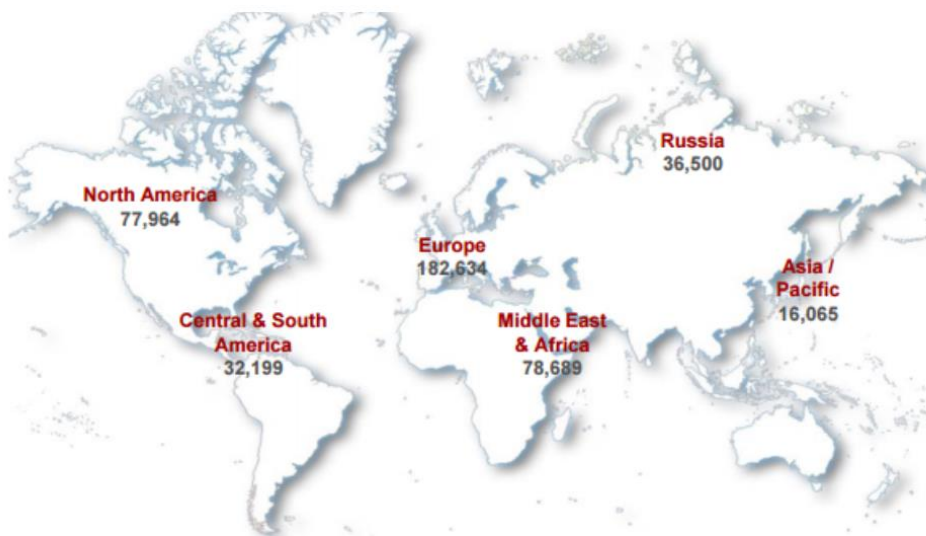 Russia
36,500
North America
77,964
Europe
182,634
Asia /
Pacific
16,065
Central & South
America
32,199
Middle East
& Africa
78,689